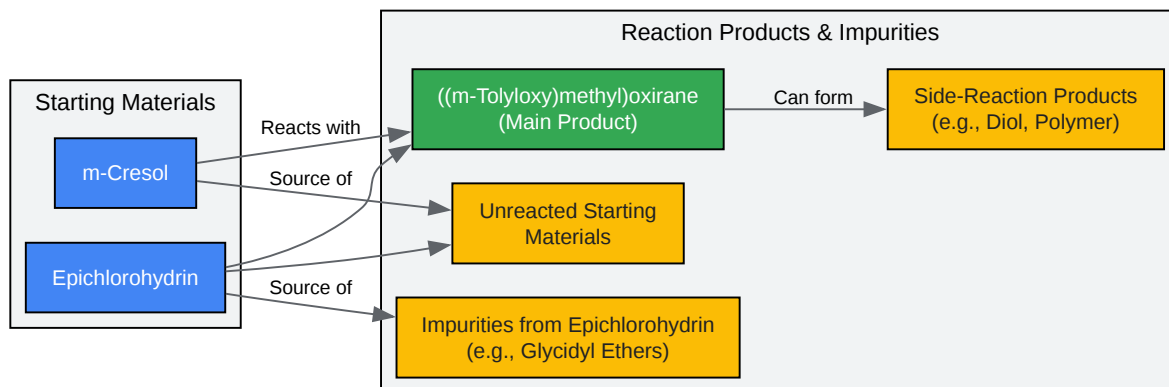 Reaction Products & Impurities
Starting Materials
m-Cresol
Epichlorohydrin
Reacts with
Source of
Source of
((m-Tolyloxy)methyl)oxirane
(Main Product)
Can form
Side-Reaction Products
(e.g., Diol, Polymer)
Unreacted Starting
Materials
Impurities from Epichlorohydrin
(e.g., Glycidyl Ethers)